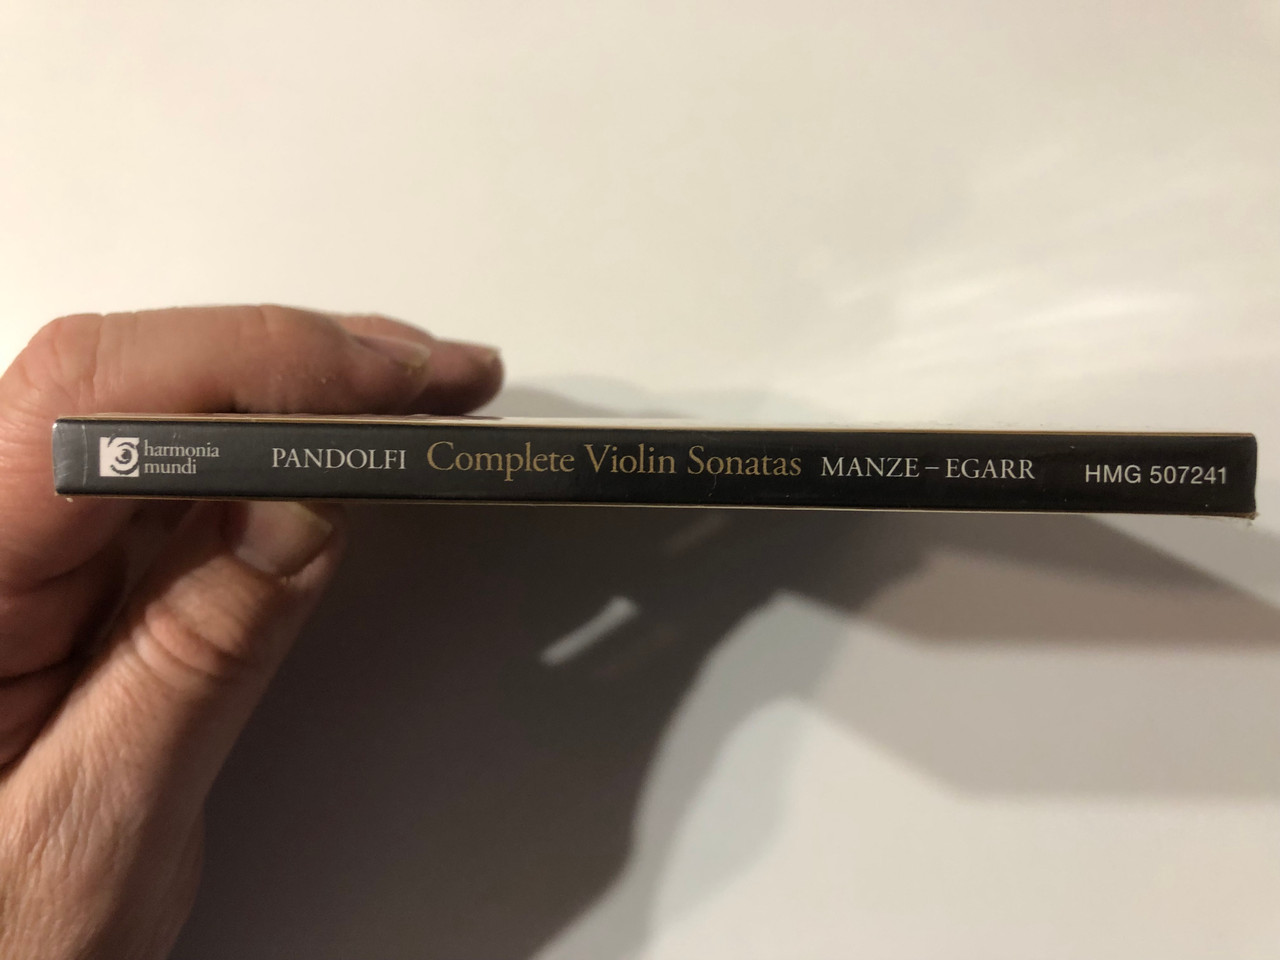 harmonia
mundi
PANDOLFI Complete Violin Sonatas MANZE – EGARR HMG 507241